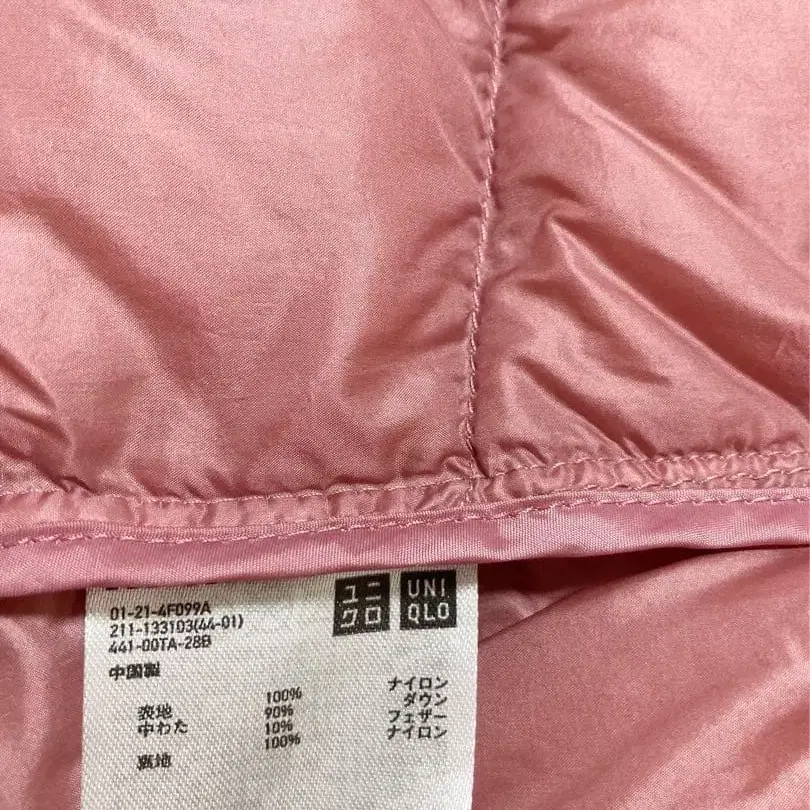 ユニ
クロ
UNI
QLO
01-21-4F099A
211-133103(44-01)
441-00TA-28B
中国製
表地 100% ナイロン
中わた 90% ダウン
10% フェザー
裏地 100% ナイロン